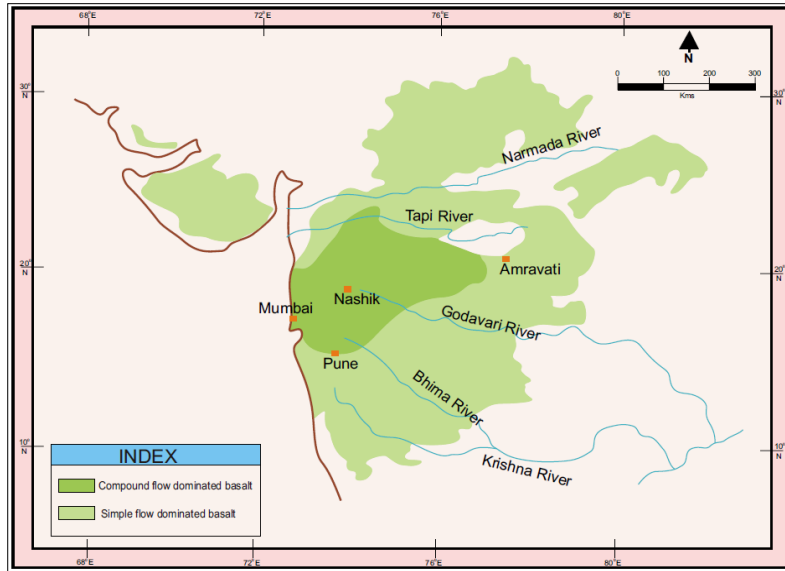 68°E
72°E
76°E
80°E
N
0 100 200 300
Kms
30°
N
30°
N
Narmada River
Tapi River
20°
N
20°
N
Amravati
Nashik
Mumbai
Godavari River
Pune
Bhima River
10°
N
10°
N
Krishna River
INDEX
Compound flow dominated basalt
Simple flow dominated basalt
68°E
72°E
76°E
80°E